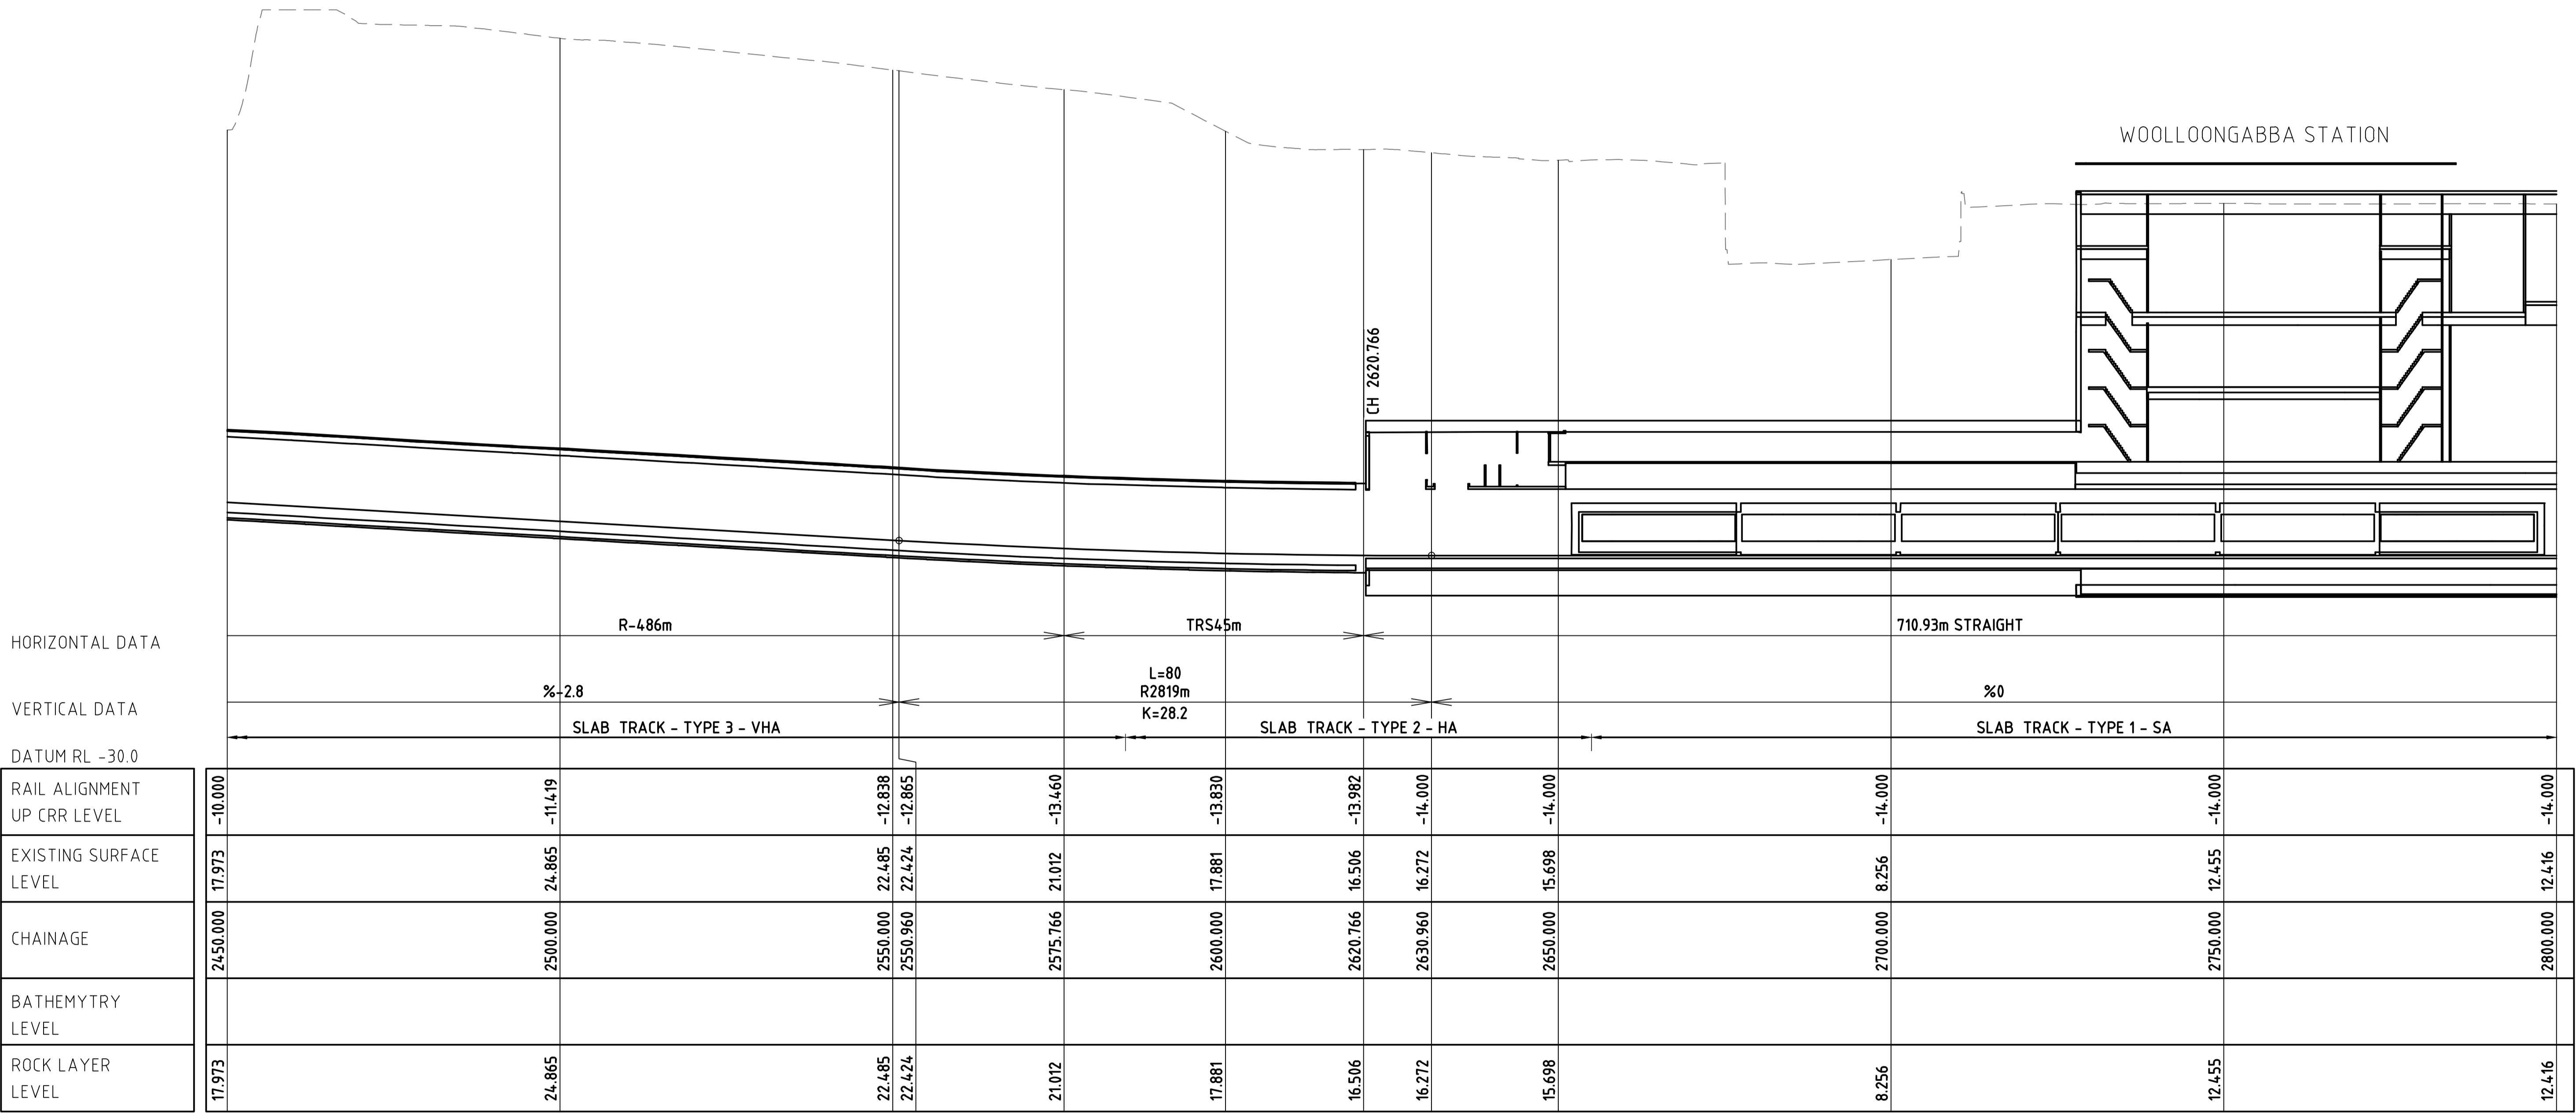 WOOLLOONGABBA STATION
CH 2620.766
HORIZONTAL DATA
R-486m
TRS45m
710.93m STRAIGHT
VERTICAL DATA
%-2.8
L=80
R2819m
K=28.2
%0
SLAB TRACK - TYPE 3 - VHA
SLAB TRACK - TYPE 2 - HA
SLAB TRACK - TYPE 1 - SA
DATUM RL -30.0
RAIL ALIGNMENT
UP CRR LEVEL
-10.000
-11.419
-12.838
-12.865
-13.460
-13.830
-13.982
-14.000
-14.000
-14.000
-14.000
-14.000
EXISTING SURFACE
LEVEL
17.973
24.865
22.485
22.424
21.012
17.881
16.506
16.272
15.698
8.256
12.455
12.416
CHAINAGE
2450.000
2500.000
2550.000
2550.960
2575.766
2600.000
2620.766
2630.960
2650.000
2700.000
2750.000
2800.000
BATHEMYTRY
LEVEL
ROCK LAYER
LEVEL
17.973
24.865
22.485
22.424
21.012
17.881
16.506
16.272
15.698
8.256
12.455
12.416